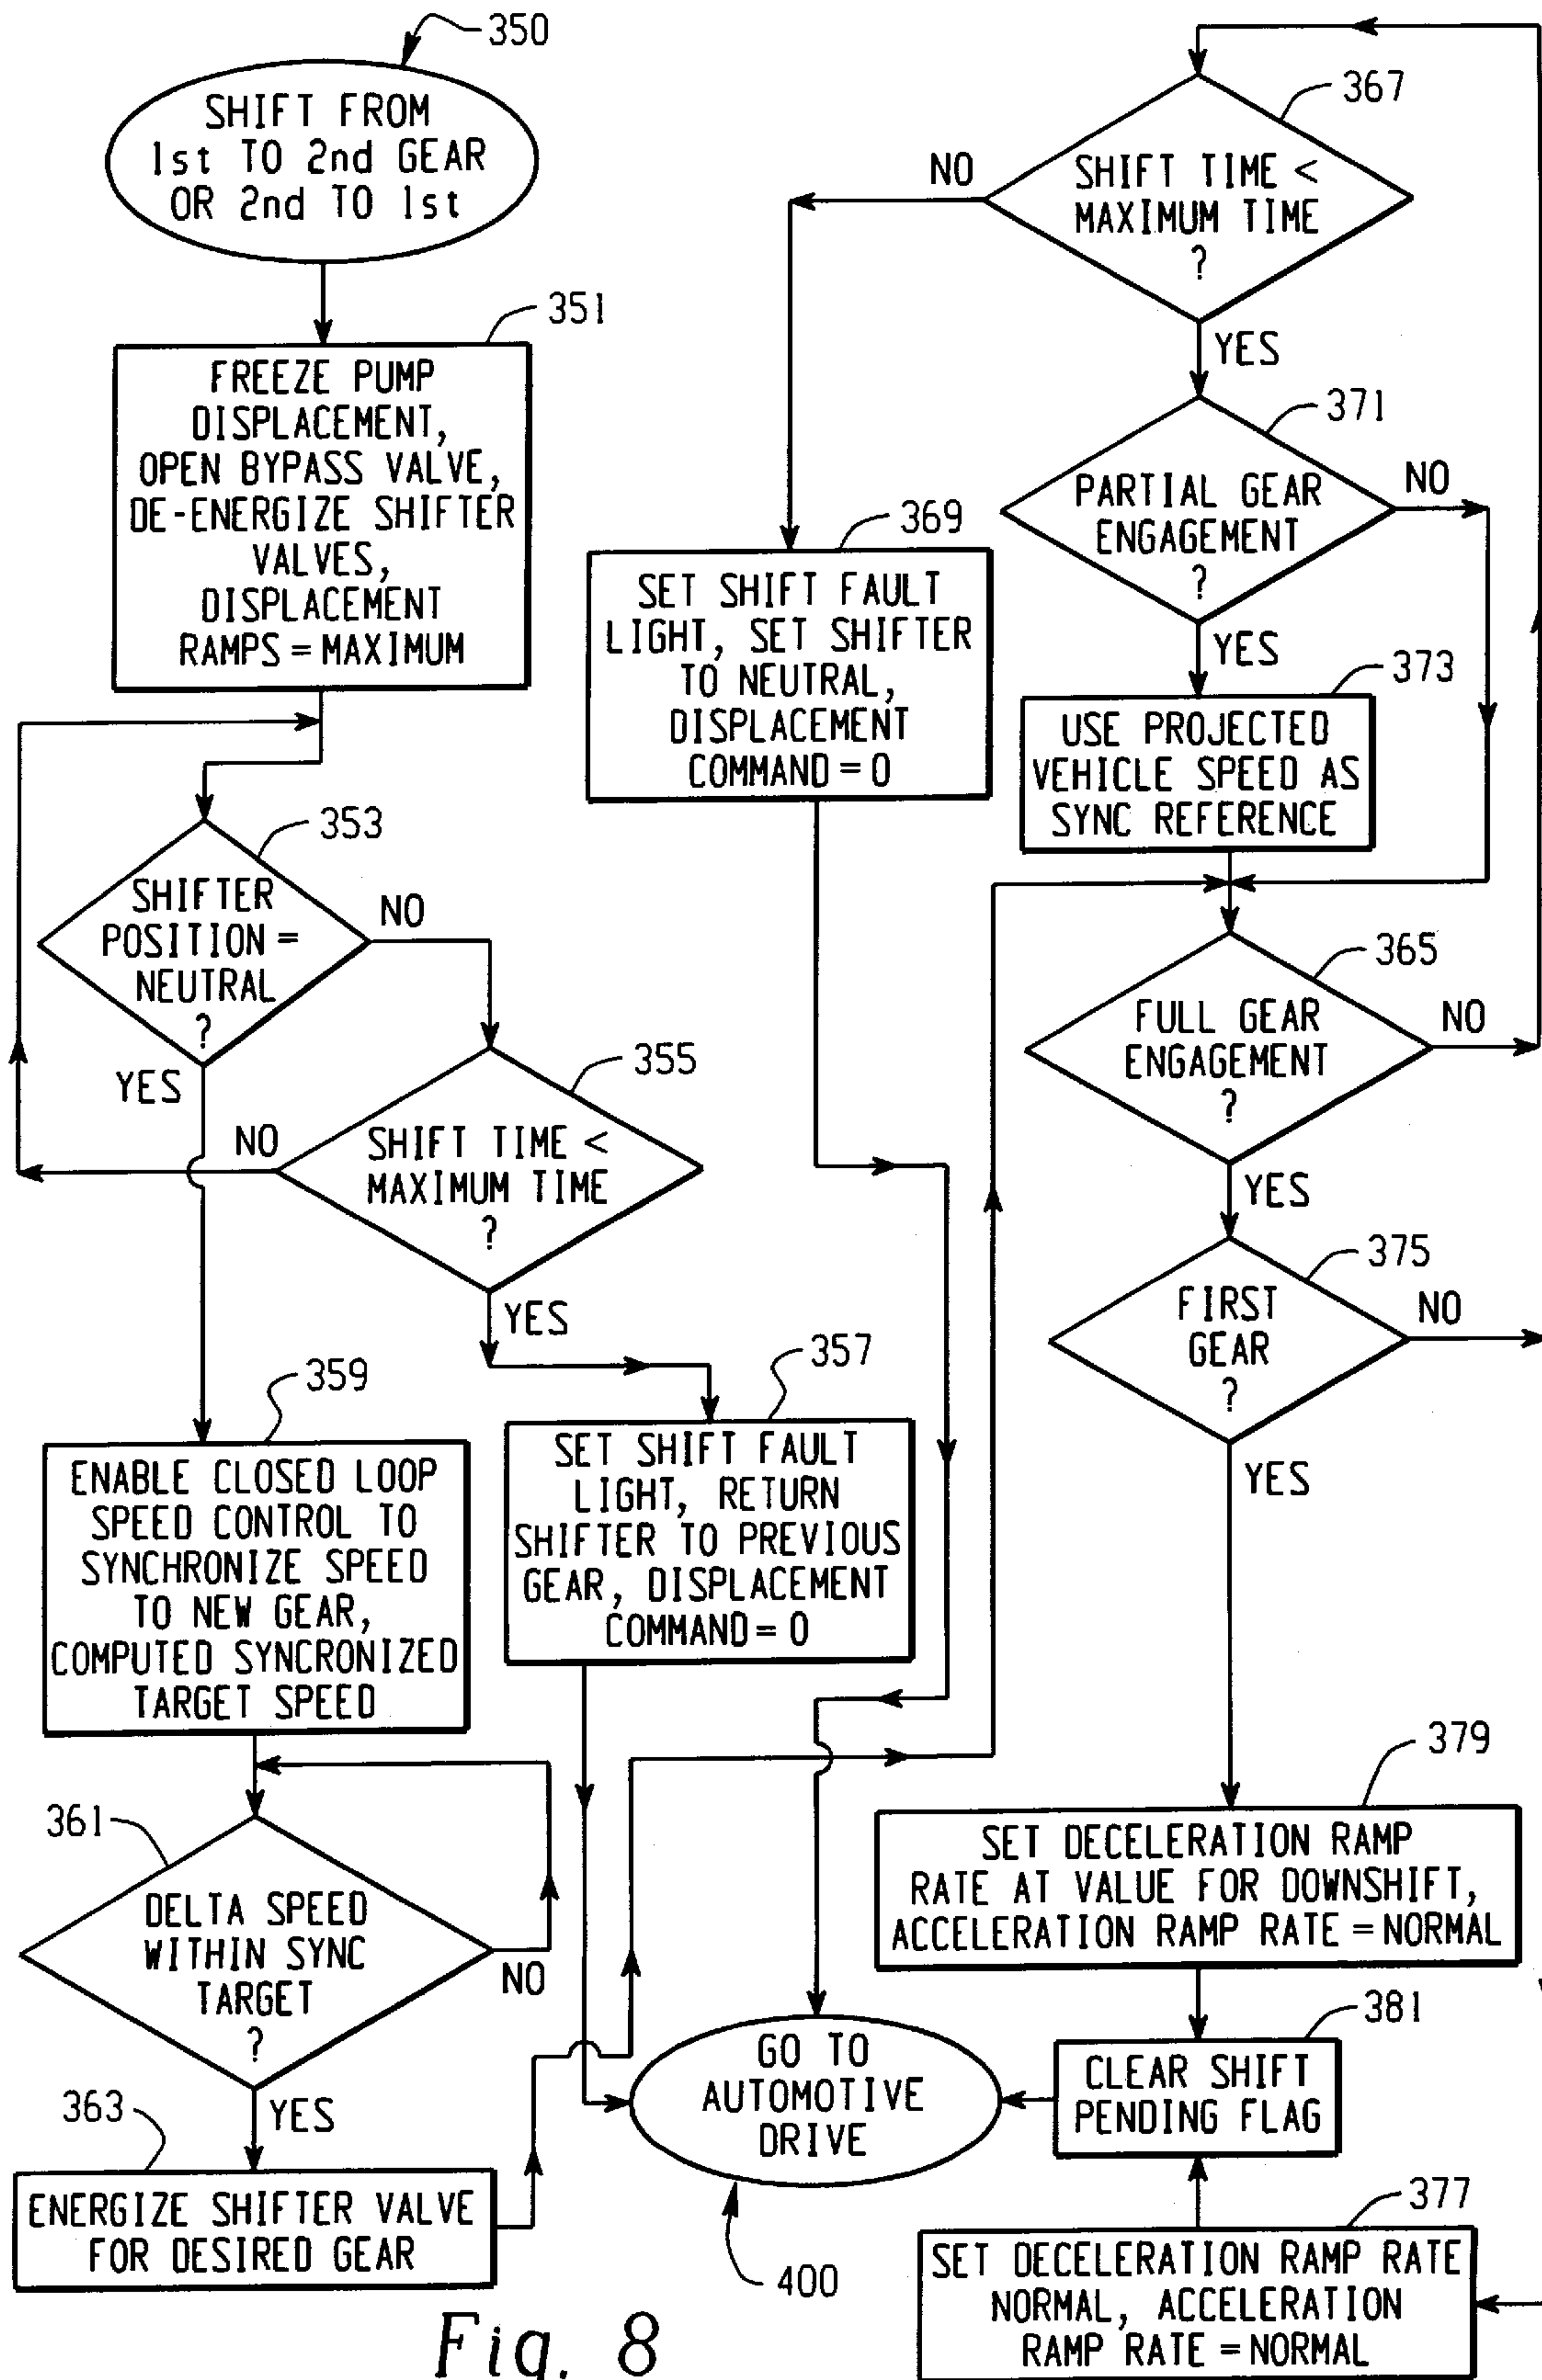 350
SHIFT FROM
1st TO 2nd GEAR
OR 2nd TO 1st
351
FREEZE PUMP
DISPLACEMENT,
OPEN BYPASS VALVE,
DE-ENERGIZE SHIFTER
VALVES,
DISPLACEMENT
RAMPS = MAXIMUM
353
SHIFTER
POSITION =
NEUTRAL
?
NO
YES
355
SHIFT TIME <
MAXIMUM TIME
?
NO
YES
357
SET SHIFT FAULT
LIGHT, RETURN
SHIFTER TO PREVIOUS
GEAR, DISPLACEMENT
COMMAND = 0
359
ENABLE CLOSED LOOP
SPEED CONTROL TO
SYNCHRONIZE SPEED
TO NEW GEAR,
COMPUTED SYNCRONIZED
TARGET SPEED
361
DELTA SPEED
WITHIN SYNC
TARGET
?
NO
YES
363
ENERGIZE SHIFTER VALVE
FOR DESIRED GEAR
367
SHIFT TIME <
MAXIMUM TIME
?
NO
YES
369
SET SHIFT FAULT
LIGHT, SET SHIFTER
TO NEUTRAL,
DISPLACEMENT
COMMAND = 0
371
PARTIAL GEAR
ENGAGEMENT
?
NO
YES
373
USE PROJECTED
VEHICLE SPEED AS
SYNC REFERENCE
365
FULL GEAR
ENGAGEMENT
?
NO
YES
375
FIRST
GEAR
?
NO
YES
379
SET DECELERATION RAMP
RATE AT VALUE FOR DOWNSHIFT,
ACCELERATION RAMP RATE = NORMAL
381
CLEAR SHIFT
PENDING FLAG
377
SET DECELERATION RAMP RATE
NORMAL, ACCELERATION
RAMP RATE = NORMAL
GO TO
AUTOMOTIVE
DRIVE
400
Fig. 8